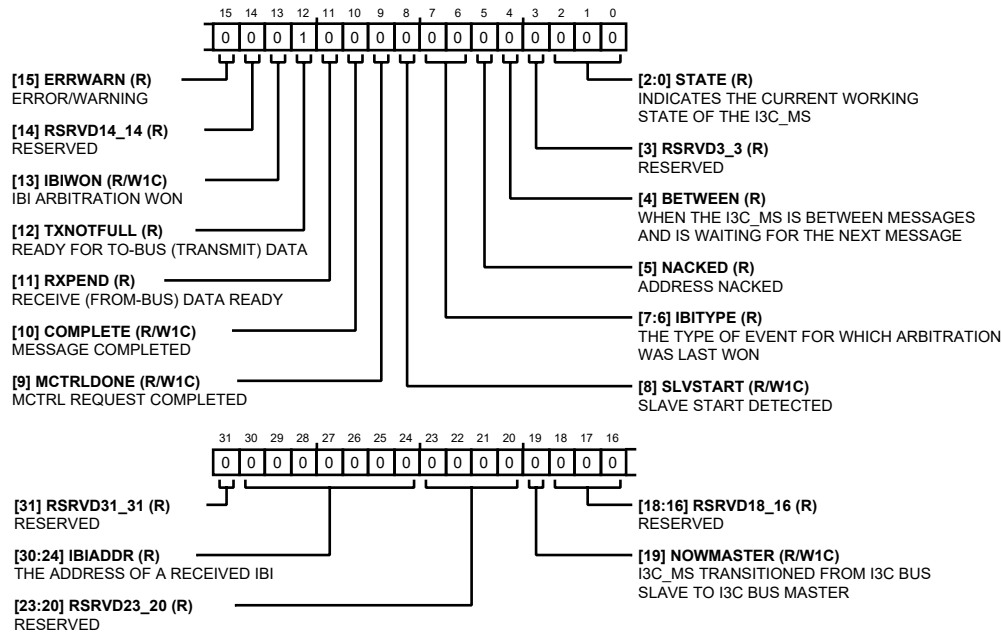 15 14 13 12 11 10 9 8 7 6 5 4 3 2 1 0
0 0 0 1 0 0 0 0 0 0 0 0 0 0 0 0
[15] ERRWARN (R)
ERROR/WARNING
[14] RSRVD14_14 (R)
RESERVED
[13] IBIWON (R/W1C)
IBI ARBITRATION WON
[12] TXNOTFULL (R)
READY FOR TO-BUS (TRANSMIT) DATA
[11] RXPEND (R)
RECEIVE (FROM-BUS) DATA READY
[10] COMPLETE (R/W1C)
MESSAGE COMPLETED
[9] MCTRLDONE (R/W1C)
MCTRL REQUEST COMPLETED
[2:0] STATE (R)
INDICATES THE CURRENT WORKING
STATE OF THE I3C_MS
[3] RSRVD3_3 (R)
RESERVED
[4] BETWEEN (R)
WHEN THE I3C_MS IS BETWEEN MESSAGES
AND IS WAITING FOR THE NEXT MESSAGE
[5] NACKED (R)
ADDRESS NACKED
[7:6] IBITYPE (R)
THE TYPE OF EVENT FOR WHICH ARBITRATION
WAS LAST WON
[8] SLVSTART (R/W1C)
SLAVE START DETECTED
31 30 29 28 27 26 25 24 23 22 21 20 19 18 17 16
0 0 0 0 0 0 0 0 0 0 0 0 0 0 0 0
[31] RSRVD31_31 (R)
RESERVED
[30:24] IBIADDR (R)
THE ADDRESS OF A RECEIVED IBI
[23:20] RSRVD23_20 (R)
RESERVED
[18:16] RSRVD18_16 (R)
RESERVED
[19] NOWMASTER (R/W1C)
I3C_MS TRANSITIONED FROM I3C BUS
SLAVE TO I3C BUS MASTER